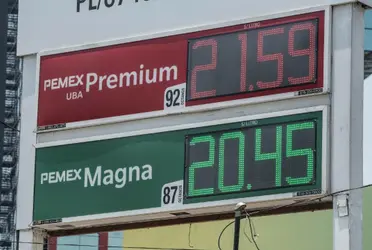 PEMEX Premium 92 21.59
UBA
PEMEX Magna 87 20.45